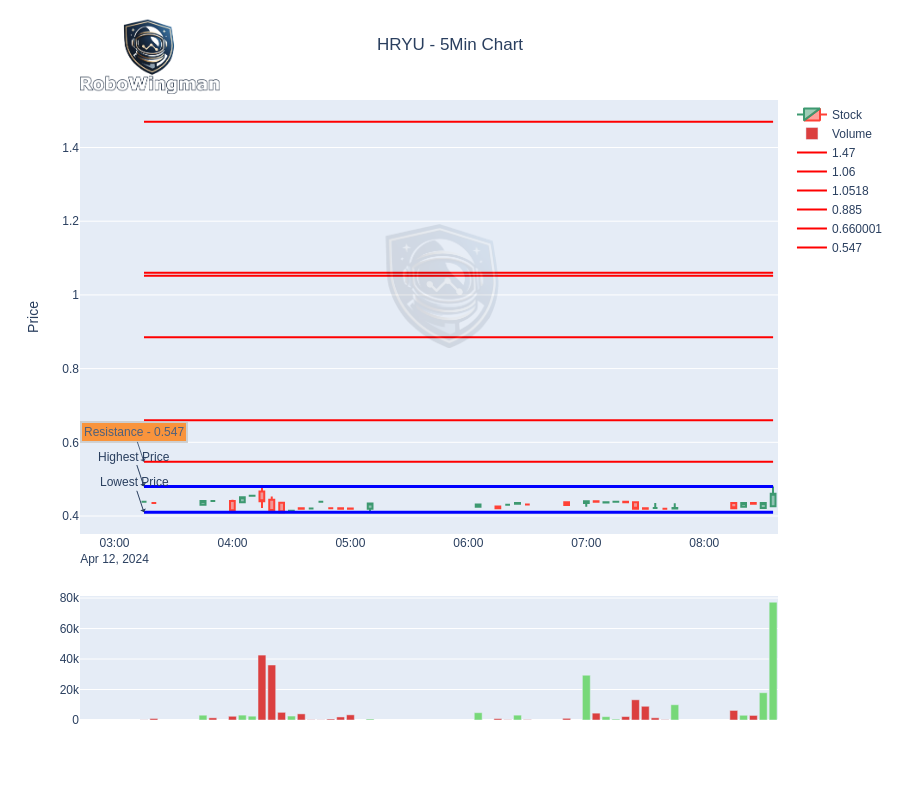 RoboWingman
HRYU - 5Min Chart
Stock
Volume
1.47
1.06
1.0518
0.885
0.660001
0.547
Price
1.4
1.2
1
0.8
0.6
0.4
Resistance - 0.547
Highest Price
Lowest Price
03:00
04:00
05:00
06:00
07:00
08:00
Apr 12, 2024
80k
60k
40k
20k
0